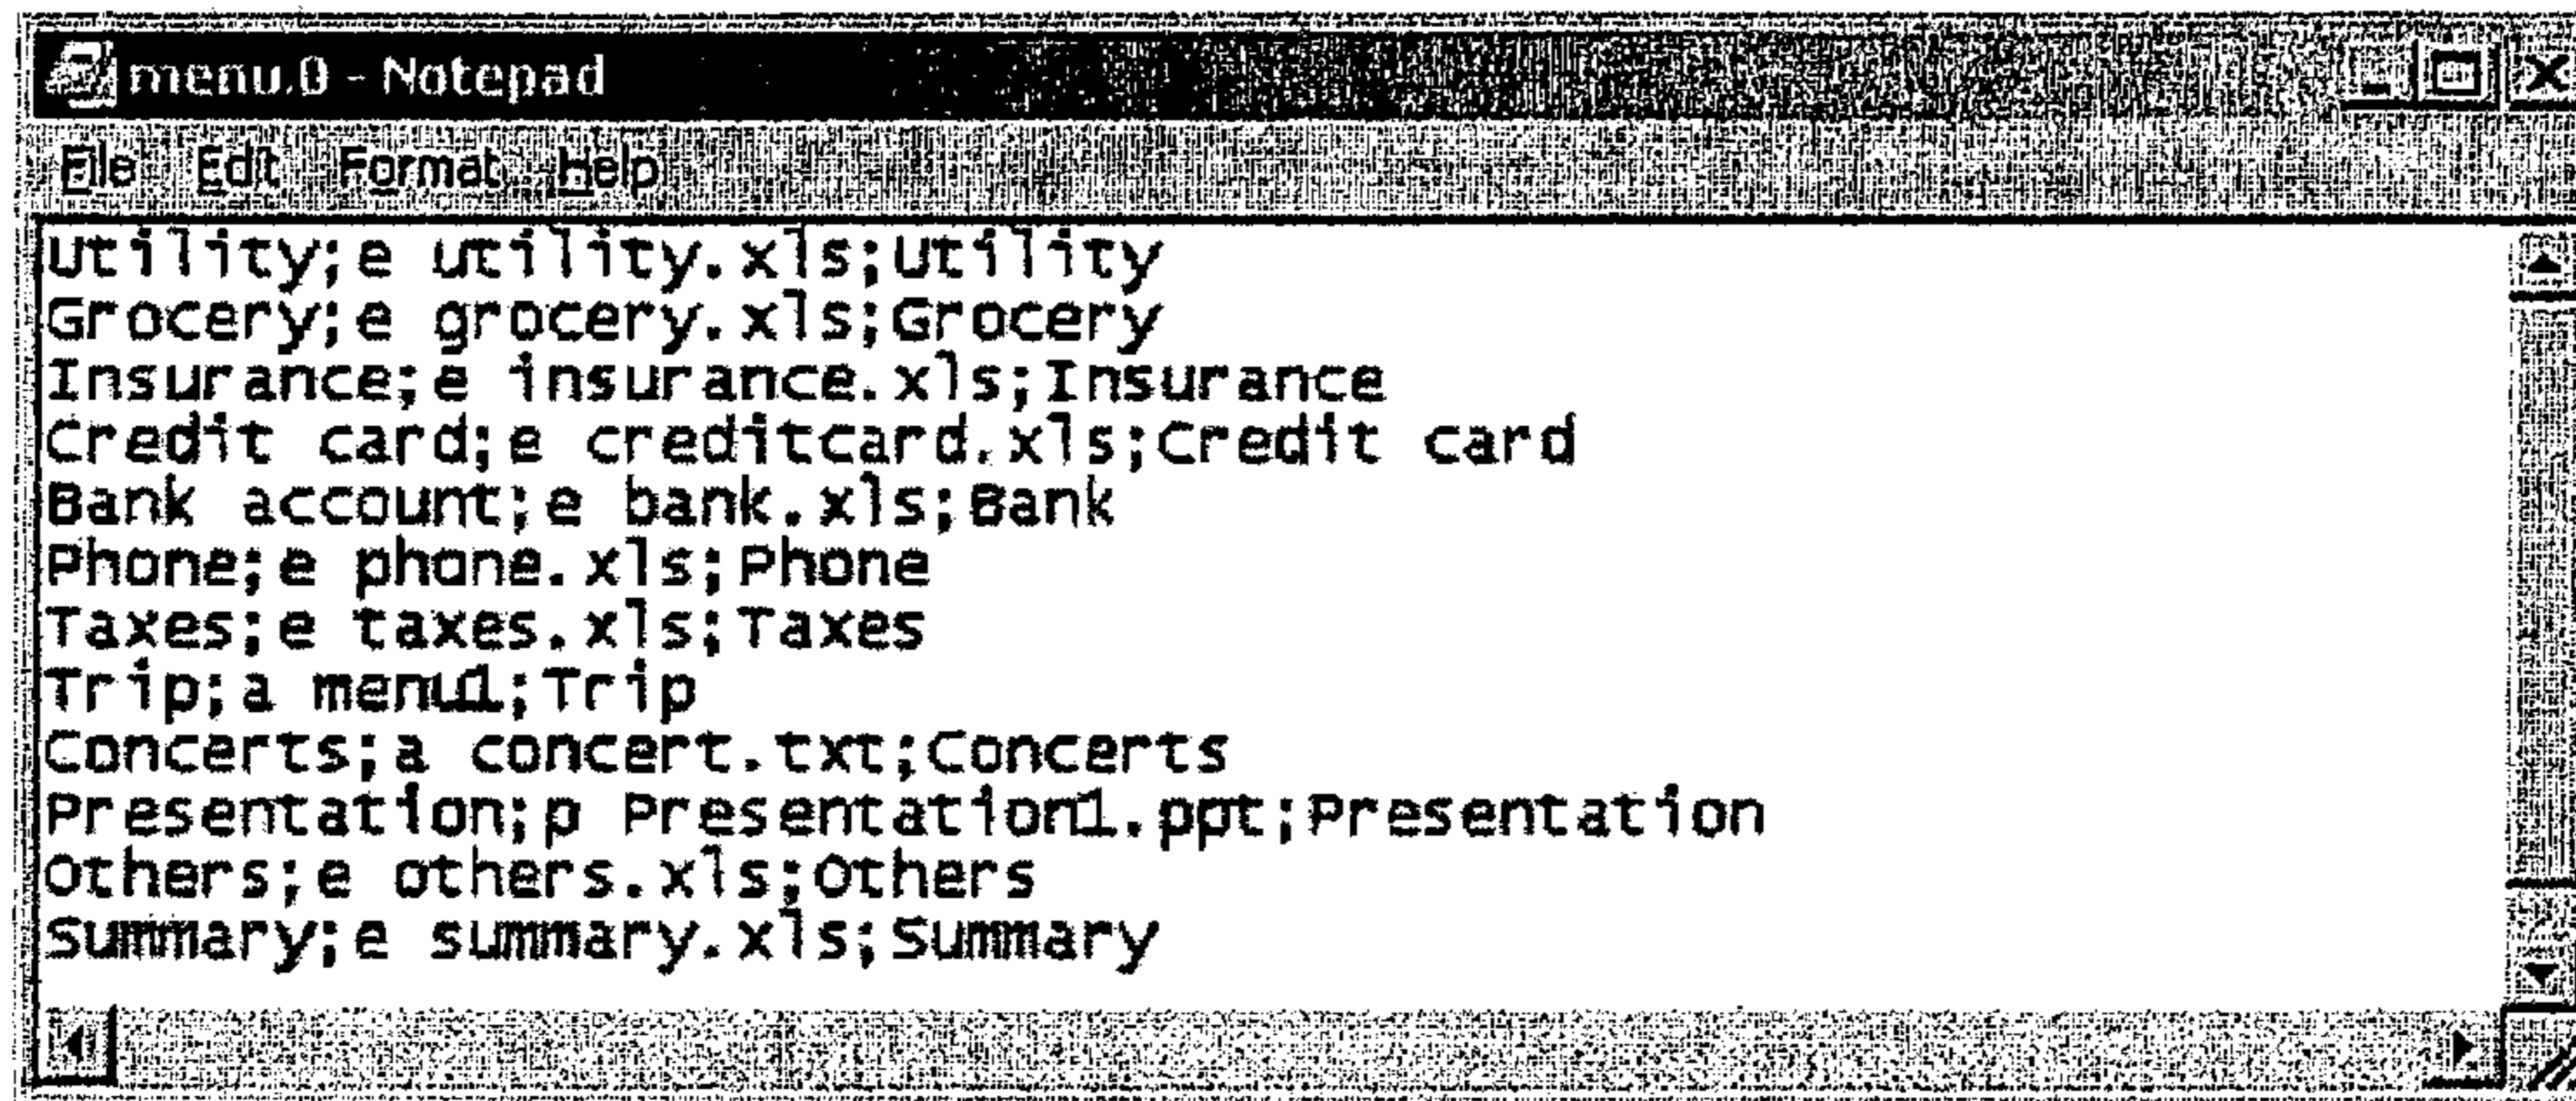 menu.0 - Notepad
File Edit Format Help
Utility;e utility.xls;Utility
Grocery;e grocery.xls;Grocery
Insurance;e insurance.xls;Insurance
Credit card;e creditcard.xls;Credit card
Bank account;e bank.xls;Bank
Phone;e phone.xls;Phone
Taxes;e taxes.xls;Taxes
Trip;a menu1;Trip
Concerts;a concert.txt;Concerts
Presentation;p Presentation1.ppt;Presentation
Others;e others.xls;Others
Summary;e summary.xls;Summary